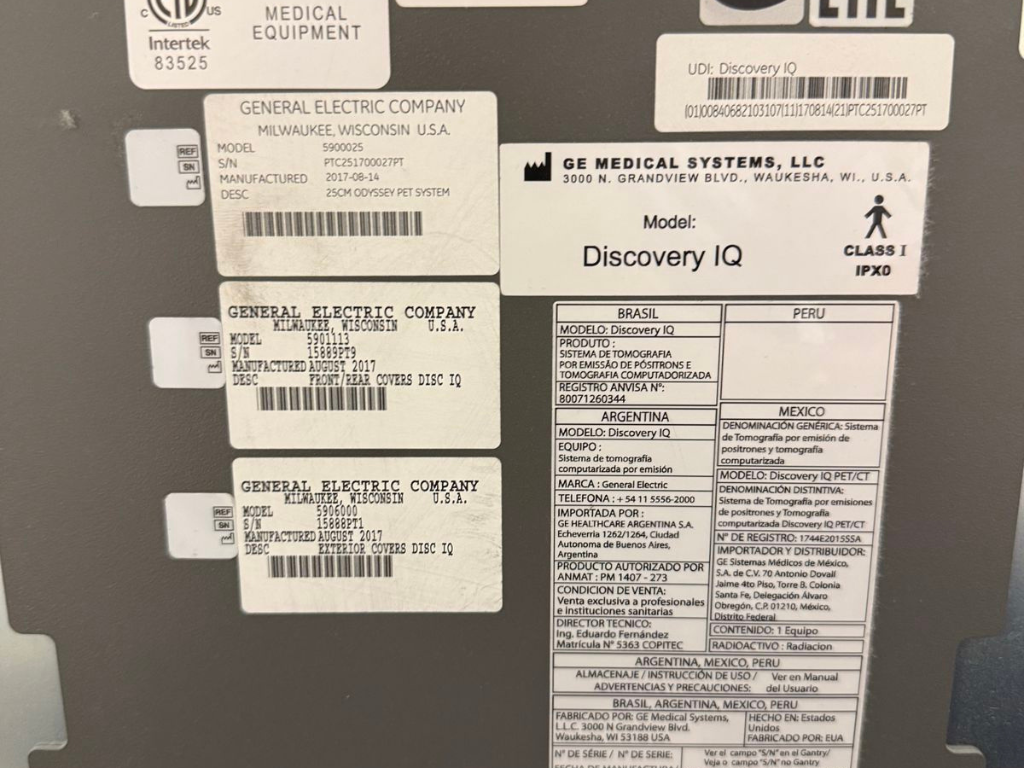 C US
LISTED
Intertek
83525
MEDICAL
EQUIPMENT
UDI: Discovery IQ
(01)00840682103107(11)170814(21)PTC251700027PT
GENERAL ELECTRIC COMPANY
MILWAUKEE, WISCONSIN U.S.A.
MODEL 5900025
S/N PTC251700027PT
MANUFACTURED 2017-08-14
DESC 25CM ODYSSEY PET SYSTEM
REF
SN
GE MEDICAL SYSTEMS, LLC
3000 N. GRANDVIEW BLVD., WAUKESHA, WI., U.S.A.
Model:
Discovery IQ
CLASS I
IPX0
GENERAL ELECTRIC COMPANY
MILWAUKEE, WISCONSIN U.S.A.
MODEL 5901113
S/N 15889PT9
MANUFACTURED AUGUST 2017
DESC FRONT/REAR COVERS DISC IQ
REF
SN
GENERAL ELECTRIC COMPANY
MILWAUKEE, WISCONSIN U.S.A.
MODEL 5906000
S/N 15888PT1
MANUFACTURED AUGUST 2017
DESC EXTERIOR COVERS DISC IQ
REF
SN
BRASIL
MODELO: Discovery IQ
PRODUTO :
SISTEMA DE TOMOGRAFIA
POR EMISSÃO DE PÓSITRONS E
TOMOGRAFIA COMPUTADORIZADA
REGISTRO ANVISA N°:
80071260344
PERU
ARGENTINA
MODELO: Discovery IQ
EQUIPO :
Sistema de tomografía
computarizada por emisión
MARCA : General Electric
TELEFONA : + 54 11 5556-2000
IMPORTADA POR :
GE HEALTHCARE ARGENTINA S.A.
Echeverria 1262/1264, Ciudad
Autonoma de Buenos Aires,
Argentina
PRODUCTO AUTORIZADO POR
ANMAT : PM 1407 - 273
CONDICION DE VENTA:
Venta exclusiva a profesionales
e instituciones sanitarias
DIRECTOR TECNICO:
Ing. Eduardo Fernández
Matricula N° 5363 COPITEC
MEXICO
DENOMINACIÓN GENÉRICA: Sistema
de Tomografía por emisión de
positrones y tomografía
computarizada
MODELO: Discovery IQ PET/CT
DENOMINACIÓN DISTINTIVA:
Sistema de Tomografía por emisiones
de positrones y Tomografía
computarizada Discovery IQ PET/CT
N° DE REGISTRO: 1744E2015SSA
IMPORTADOR Y DISTRIBUIDOR:
GE Sistemas Médicos de México,
S.A. de C.V. 70 Antonio Dovali
Jaime 4to Piso, Torre B. Colonia
Santa Fe, Delegación Álvaro
Obregón, C.P. 01210, México,
Distrito Federal
CONTENIDO: 1 Equipo
RADIOACTIVO : Radiacion
ARGENTINA, MEXICO, PERU
ALMACENAJE / INSTRUCCIÓN DE USO / Ver en Manual
ADVERTENCIAS Y PRECAUCIONES: del Usuario
BRASIL, ARGENTINA, MEXICO, PERU
FABRICADO POR: GE Medical Systems,
L.L.C. 3000 N Grandview Blvd.
Waukesha, WI 53188 USA
HECHO EN: Estados
Unidos
FABRICADO POR: EUA
N° DE SÉRIE / N° DE SERIE:
Ver el campo "S/N" en el Gantry/
Veja o campo "S/N" no Gantry